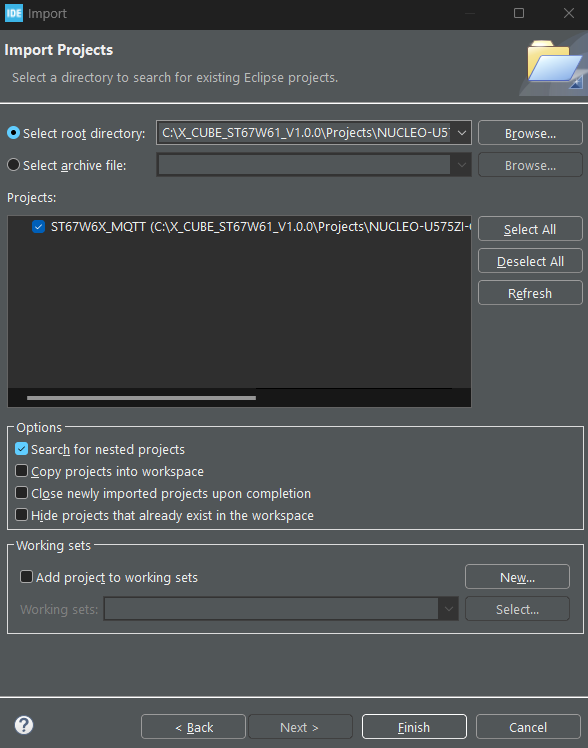 IDE Import
Import Projects
Select a directory to search for existing Eclipse projects.
Select root directory: C:\X_CUBE_ST67W61_V1.0.0\Projects\NUCLEO-U57 Browse...
Select archive file: Browse...
Projects:
ST67W6X_MQTT (C:\X_CUBE_ST67W61_V1.0.0\Projects\NUCLEO-U575ZI-
Select All
Deselect All
Refresh
Options
Search for nested projects
Copy projects into workspace
Close newly imported projects upon completion
Hide projects that already exist in the workspace
Working sets
Add project to working sets New...
Working sets: Select...
? < Back Next > Finish Cancel